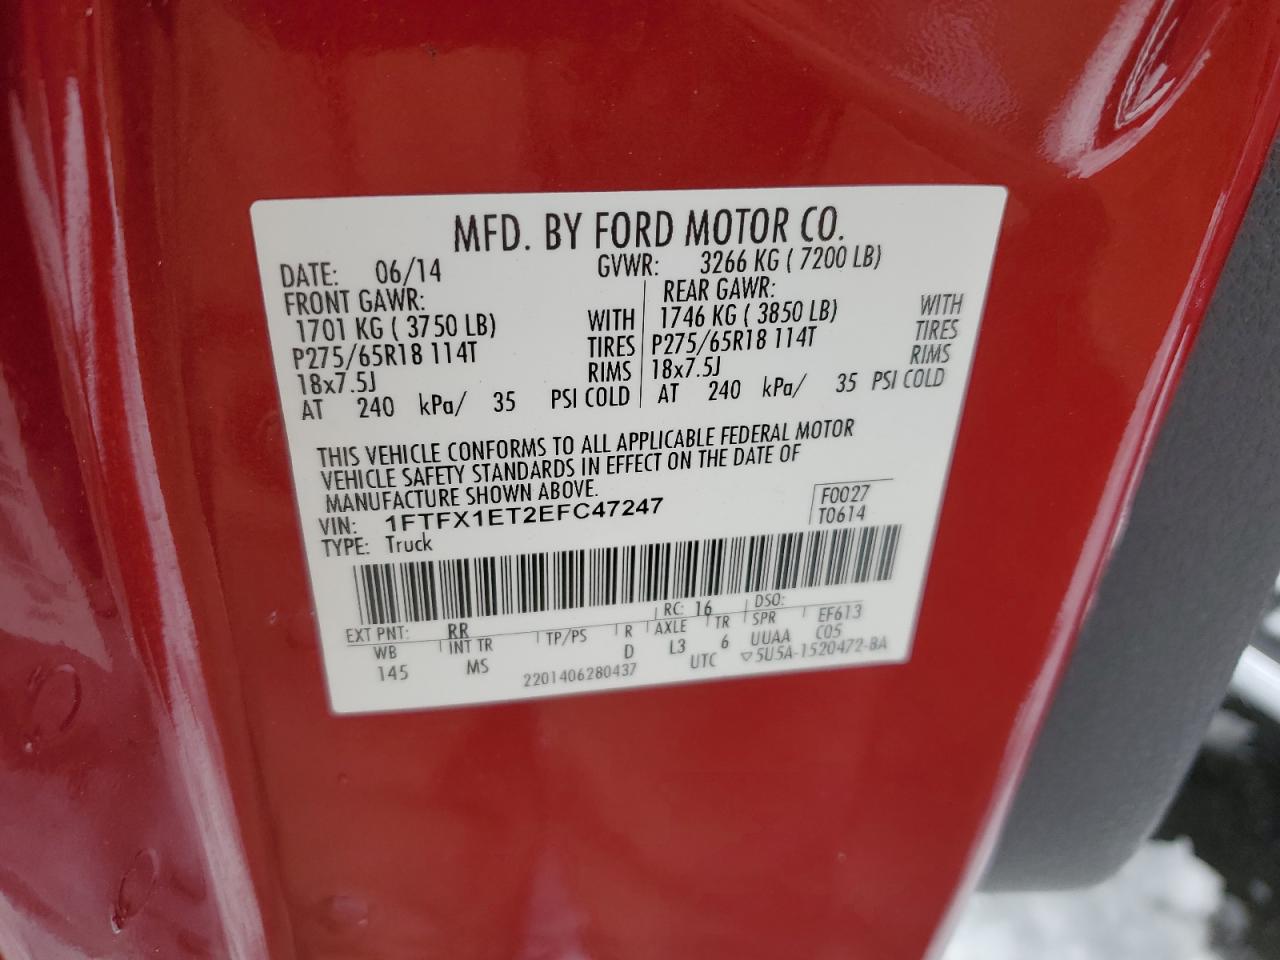 MFD. BY FORD MOTOR CO.
DATE: 06/14 GVWR: 3266 KG ( 7200 LB)
FRONT GAWR: REAR GAWR:
1701 KG ( 3750 LB) WITH 1746 KG ( 3850 LB) WITH
P275/65R18 114T TIRES P275/65R18 114T TIRES
18x7.5J RIMS 18x7.5J RIMS
AT 240 kPa/ 35 PSI COLD AT 240 kPa/ 35 PSI COLD
THIS VEHICLE CONFORMS TO ALL APPLICABLE FEDERAL MOTOR
VEHICLE SAFETY STANDARDS IN EFFECT ON THE DATE OF
MANUFACTURE SHOWN ABOVE.
VIN: 1FTFX1ET2EFC47247 F0027
TYPE: Truck T0614
EXT PNT: RR RC: 16 DSO:
WB INT TR TP/PS R AXLE TR SPR EF613
145 MS D L3 6 UUAA C05
2201406280437 UTC ▽5U5A-1520472-BA